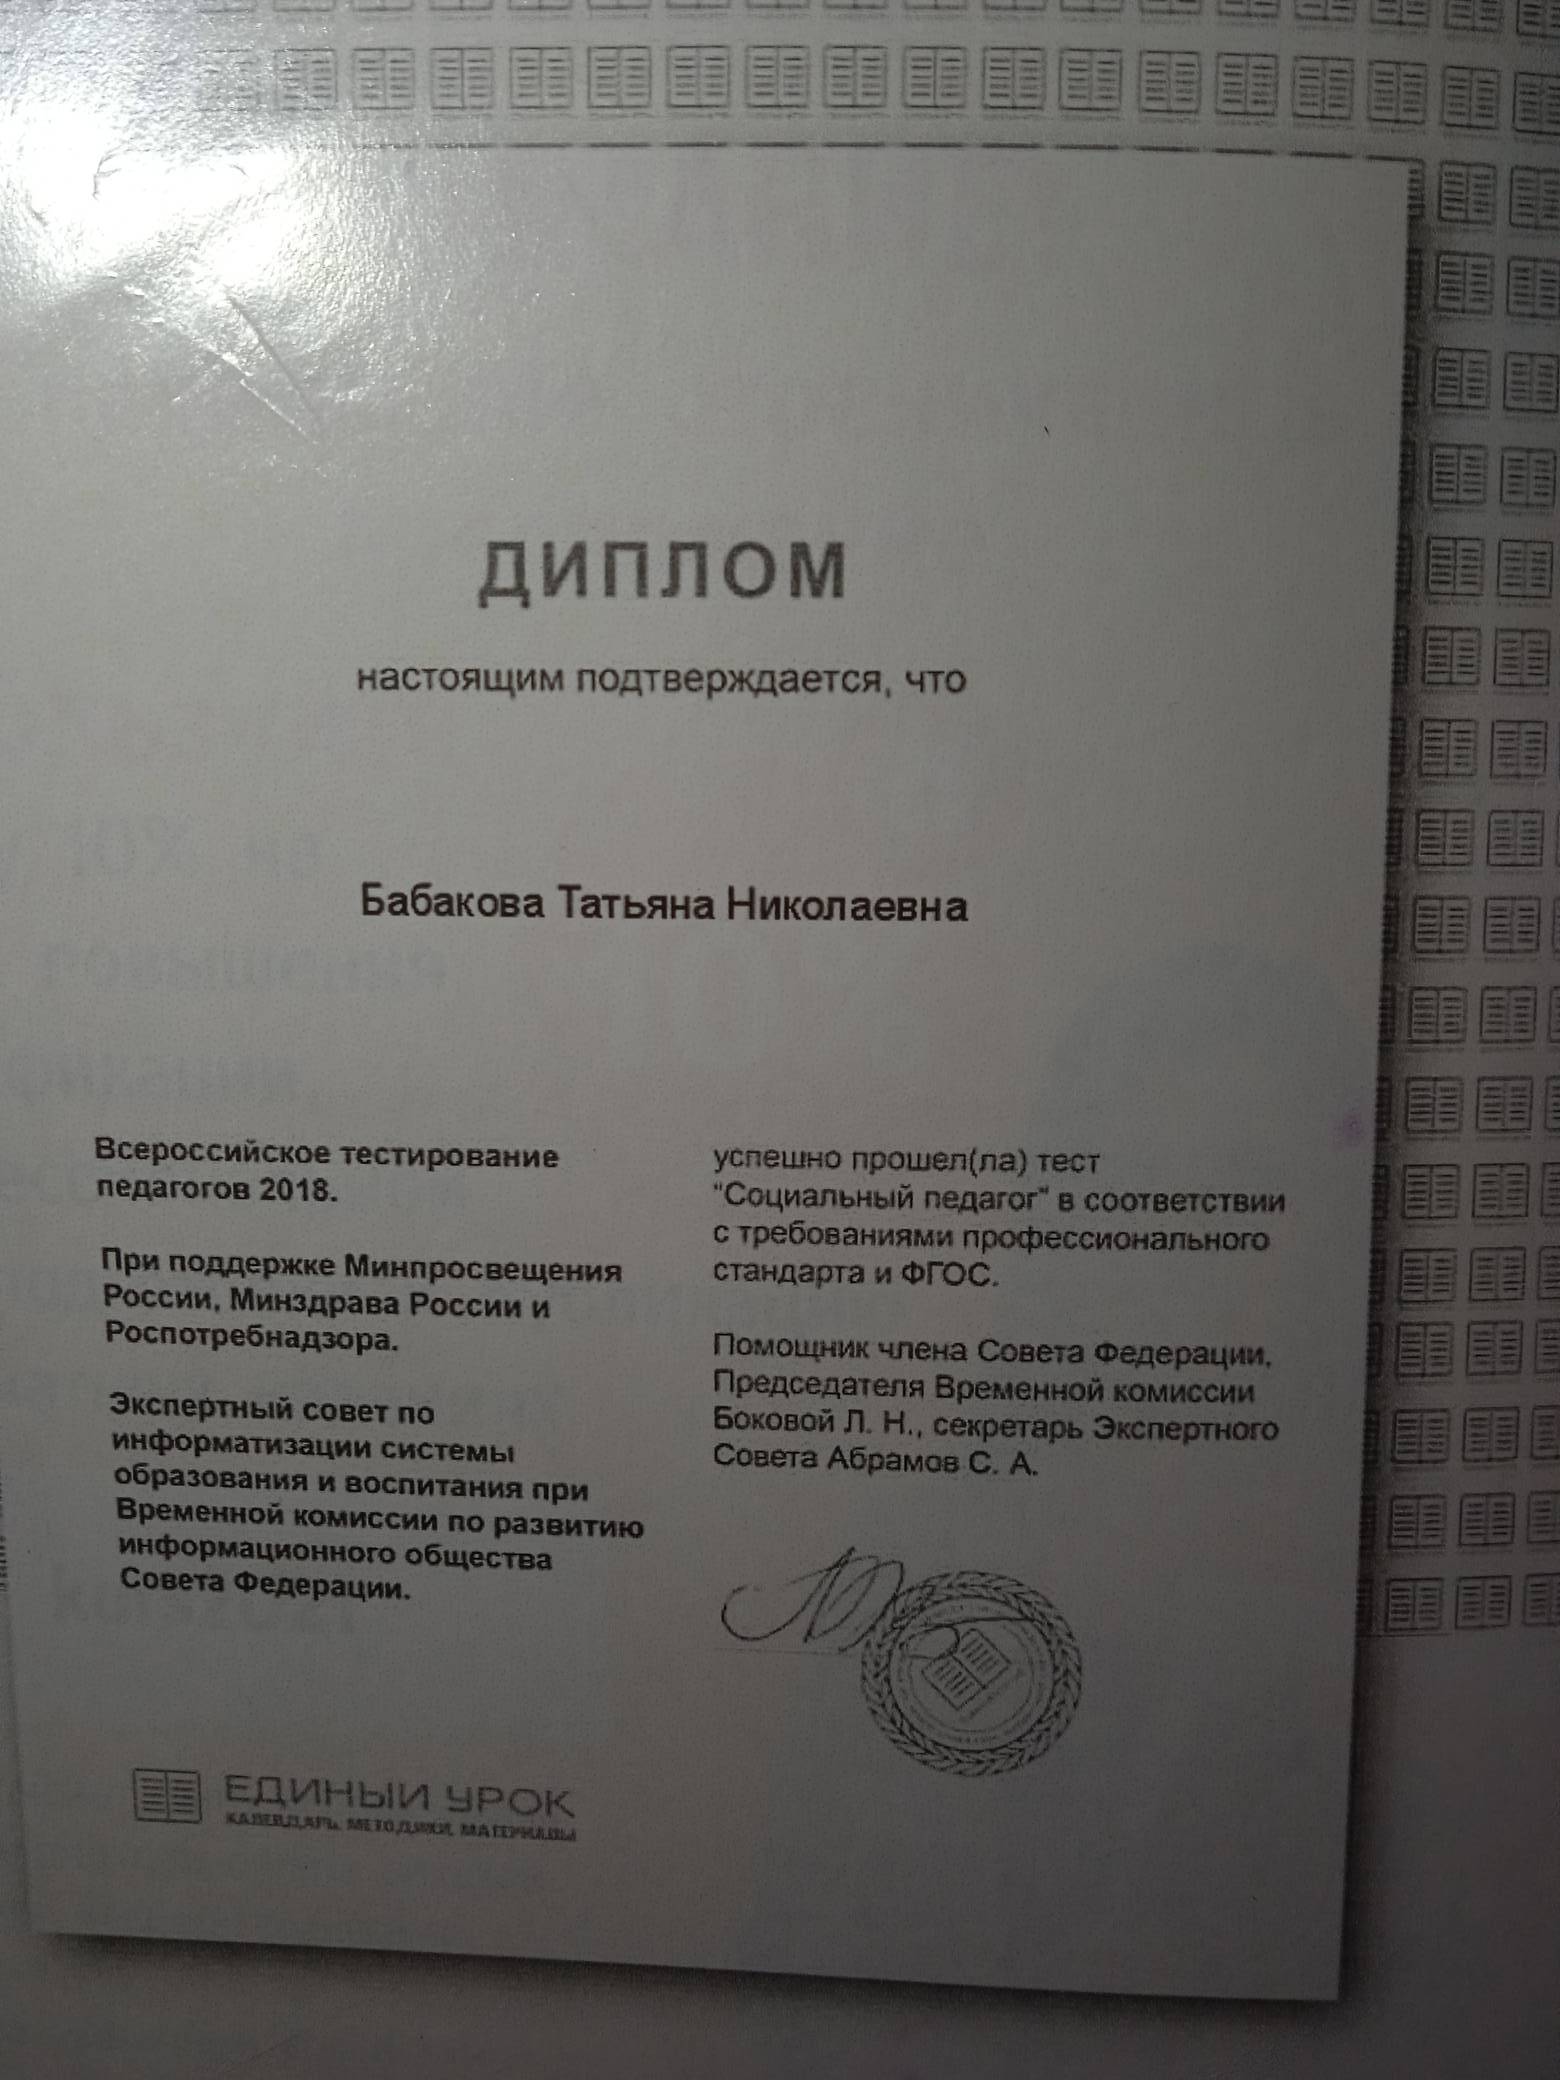 ДИПЛОМ
настоящим подтверждается, что
Бабакова Татьяна Николаевна
Всероссийское тестирование
педагогов 2018.
При поддержке Минпросвещения
России, Минздрава России и
Роспотребнадзора.
Экспертный совет по
информатизации системы
образования и воспитания при
Временной комиссии по развитию
информационного общества
Совета Федерации.
успешно прошел(ла) тест
"Социальный педагог" в соответствии
с требованиями профессионального
стандарта и ФГОС.
Помощник члена Совета Федерации,
Председателя Временной комиссии
Боковой Л. Н., секретарь Экспертного
Совета Абрамов С. А.
ЕДИНЫЙ УРОК
КАЛЕНДАРЬ, МЕТОДИКИ, МАТЕРИАЛЫ